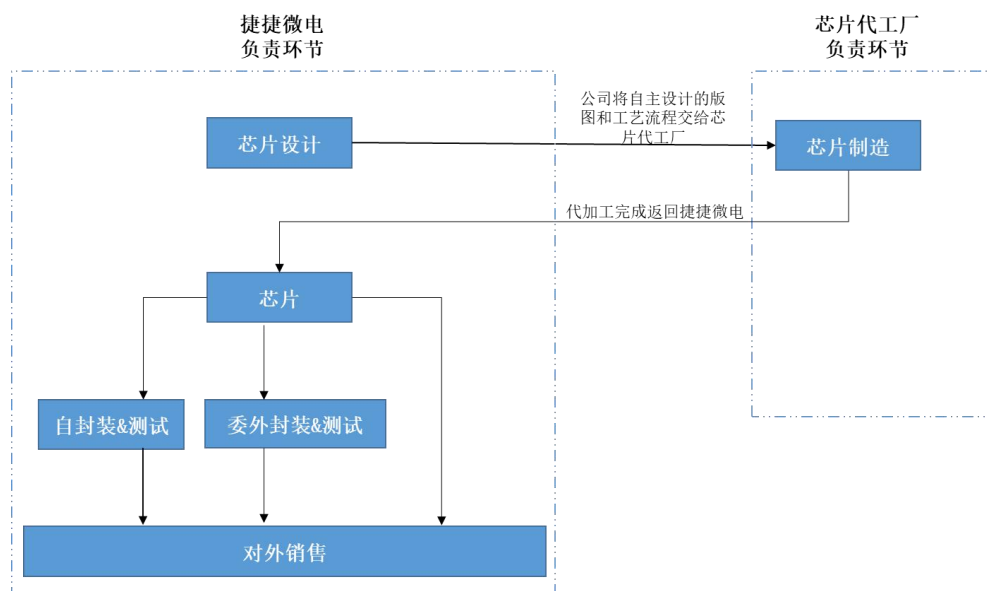 捷捷微电
负责环节
芯片代工厂
负责环节
公司将自主设计的版
图和工艺流程交给芯
片代工厂
芯片设计
芯片制造
代加工完成返回捷捷微电
芯片
自封装&测试
委外封装&测试
对外销售